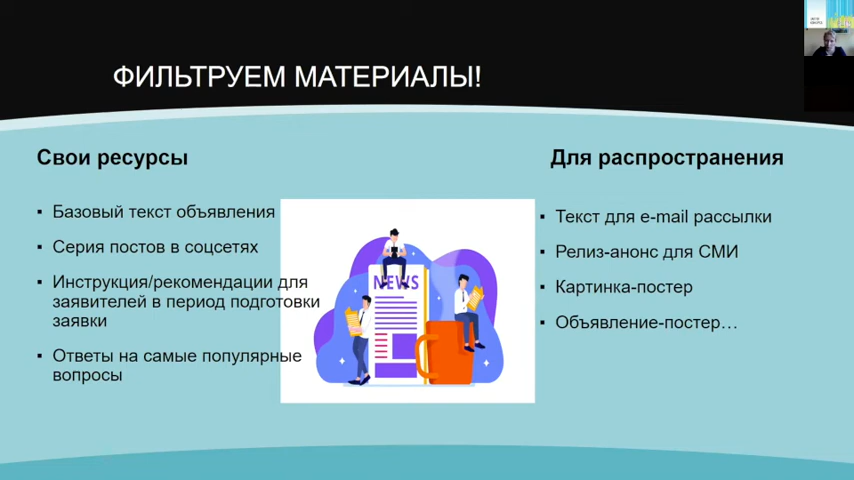 ФИЛЬТРУЕМ МАТЕРИАЛЫ!
Свои ресурсы
▪ Базовый текст объявления
▪ Серия постов в соцсетях
▪ Инструкция/рекомендации для
заявителей в период подготовки
заявки
▪ Ответы на самые популярные
вопросы
NEWS
Для распространения
▪ Текст для e-mail рассылки
▪ Релиз-анонс для СМИ
▪ Картинка-постер
▪ Объявление-постер…